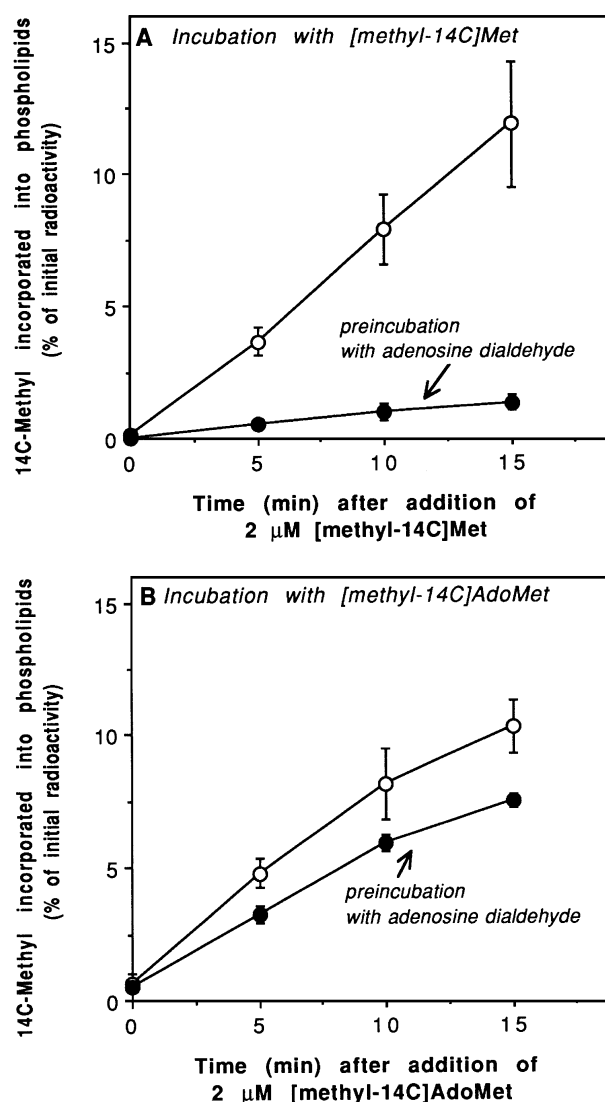 A Incubation with [methyl-14C]Met
14C-Methyl incorporated into phospholipids
(% of initial radioactivity)
15
10
5
0
preincubation
with adenosine dialdehyde
0 5 10 15
Time (min) after addition of
2 μM [methyl-14C]Met
B Incubation with [methyl-14C]AdoMet
14C-Methyl incorporated into phospholipids
(% of initial radioactivity)
15
10
5
0
preincubation
with adenosine dialdehyde
0 5 10 15
Time (min) after addition of
2 μM [methyl-14C]AdoMet